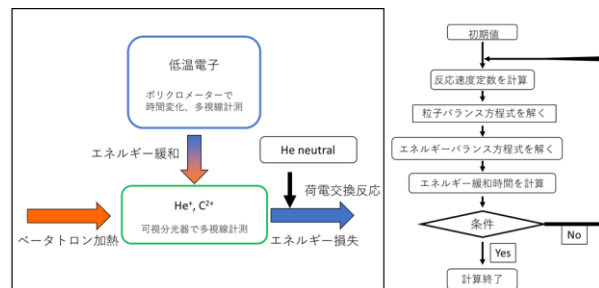 低温電子
ポリクロメーターで
時間変化、多視線計測
エネルギー緩和
He neutral
荷電交換反応
He⁺, C²⁺
可視分光器で多視線計測
ベータトロン加熱
エネルギー損失
初期値
反応速度定数を計算
粒子バランス方程式を解く
エネルギーバランス方程式を解く
エネルギー緩和時間を計算
条件
No
Yes
計算終了